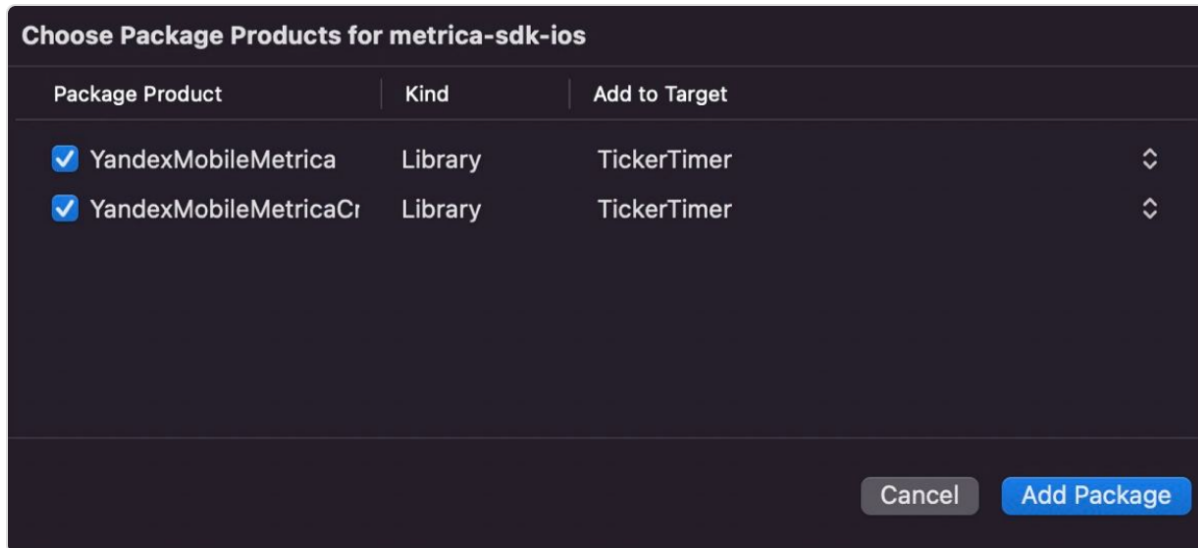 Choose Package Products for metrica-sdk-ios
Package Product Kind Add to Target
YandexMobileMetrica Library TickerTimer
YandexMobileMetricaCr Library TickerTimer
Cancel Add Package